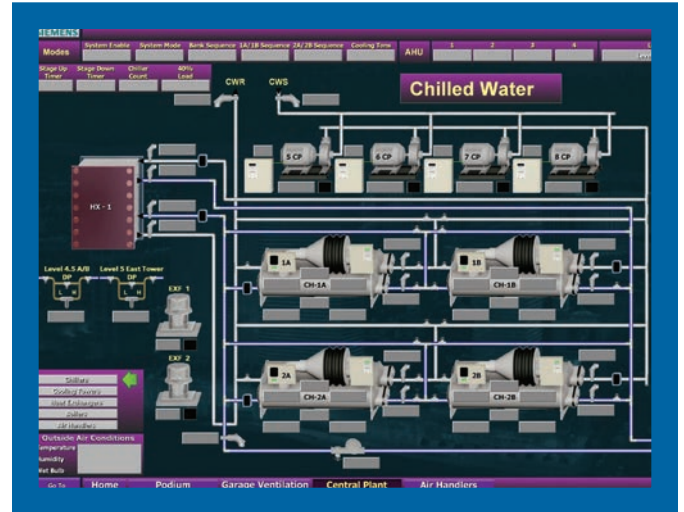 SIEMENS
Modes
System Enable System Mode Bank Sequence 1A/1B Sequence 2A/2B Sequence Cooling Tons
AHU 1 2 3 4
Stage Up Timer
Stage Down Timer
Chiller Count
40% Load
CWR CWS
Chilled Water
5 CP 6 CP 7 CP 8 CP
HX - 1
1A 1B
CH-1A CH-1B
Level 4.5 A/B DP
Level 5 East Tower DP
L H L H
EXF 1
EXF 2
2A 2B
CH-2A CH-2B
Chillers
Cooling Towers
Heat Exchangers
Boilers
Air Handlers
Outside Air Conditions
Temperature
Humidity
Wet Bulb
Go To Home Podium Garage Ventilation Central Plant Air Handlers